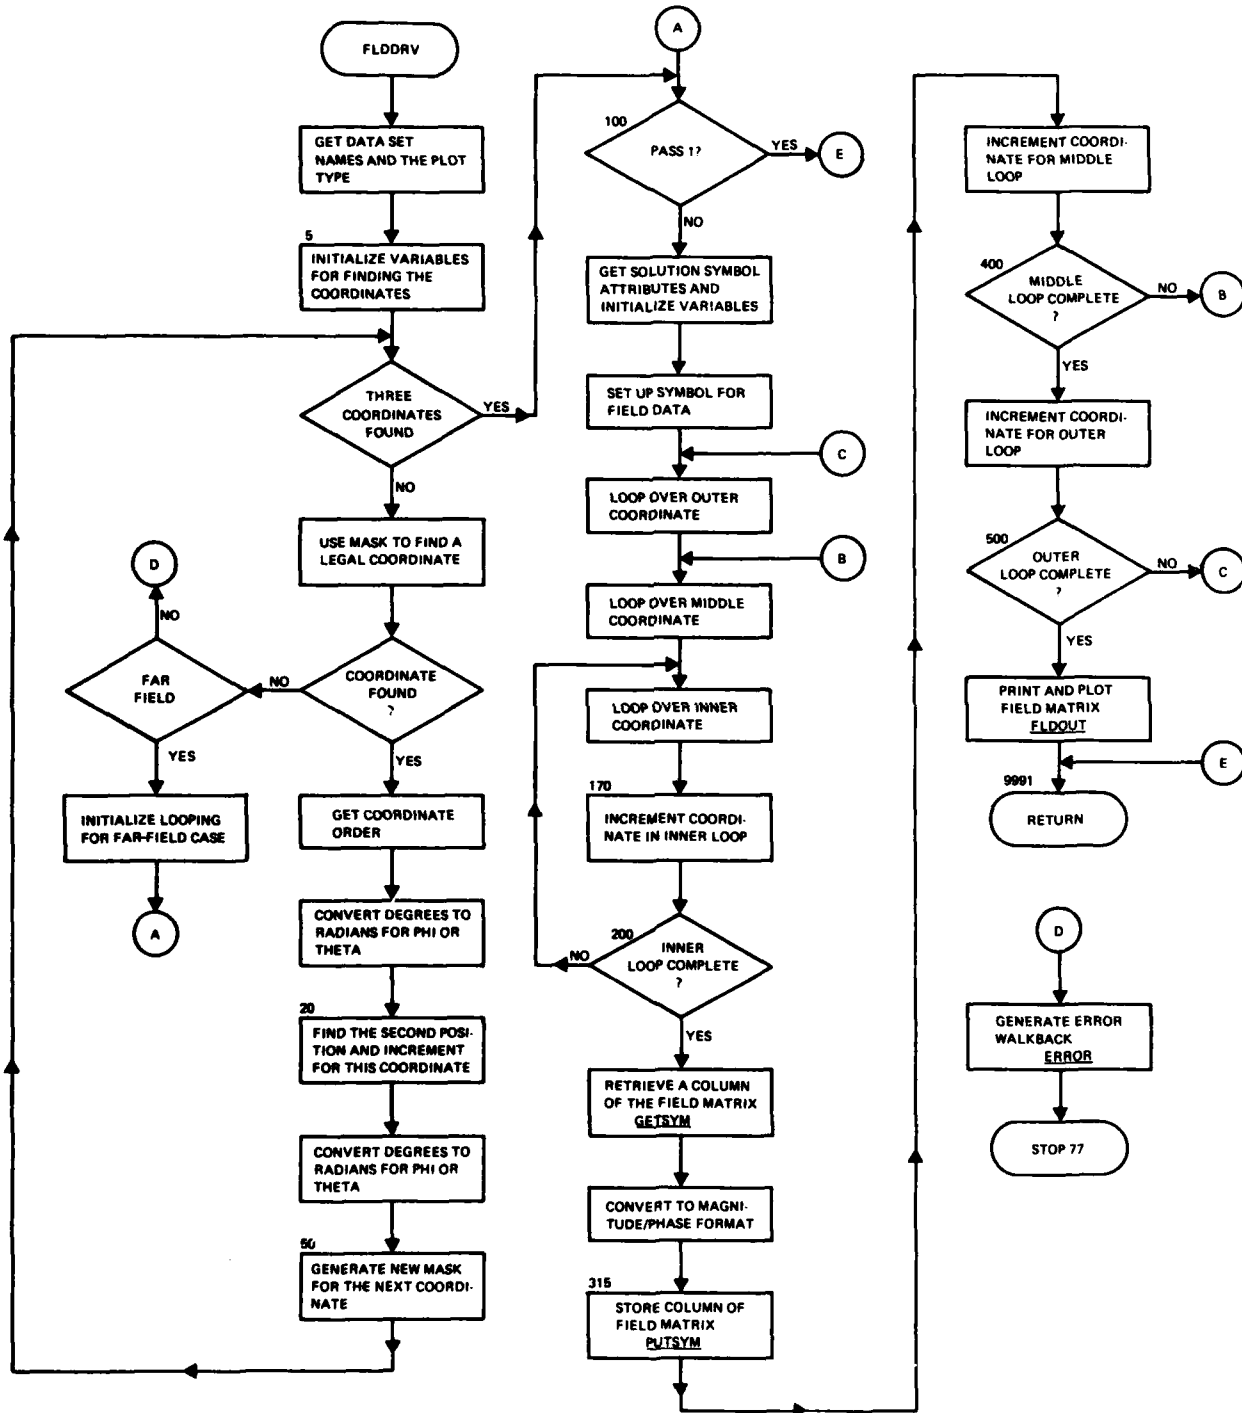 FLDDRV
GET DATA SET
NAMES AND THE PLOT
TYPE
5
INITIALIZE VARIABLES
FOR FINDING THE
COORDINATES
THREE
COORDINATES
FOUND
YES
NO
USE MASK TO FIND A
LEGAL COORDINATE
COORDINATE
FOUND
?
NO
YES
FAR
FIELD
NO
D
YES
INITIALIZE LOOPING
FOR FAR-FIELD CASE
A
GET COORDINATE
ORDER
CONVERT DEGREES TO
RADIANS FOR PHI OR
THETA
20
FIND THE SECOND POSI-
TION AND INCREMENT
FOR THIS COORDINATE
CONVERT DEGREES TO
RADIANS FOR PHI OR
THETA
50
GENERATE NEW MASK
FOR THE NEXT COORDI-
NATE
A
100
PASS 1?
YES
E
NO
GET SOLUTION SYMBOL
ATTRIBUTES AND
INITIALIZE VARIABLES
SET UP SYMBOL FOR
FIELD DATA
C
LOOP OVER OUTER
COORDINATE
B
LOOP OVER MIDDLE
COORDINATE
LOOP OVER INNER
COORDINATE
170
INCREMENT COORDI-
NATE IN INNER LOOP
200
INNER
LOOP COMPLETE
?
NO
YES
RETRIEVE A COLUMN
OF THE FIELD MATRIX
GETSYM
CONVERT TO MAGNI-
TUDE/PHASE FORMAT
315
STORE COLUMN OF
FIELD MATRIX
PUTSYM
INCREMENT COORDI-
NATE FOR MIDDLE
LOOP
400
MIDDLE
LOOP COMPLETE
?
NO
B
YES
INCREMENT COORDI-
NATE FOR OUTER
LOOP
500
OUTER
LOOP COMPLETE
?
NO
C
YES
PRINT AND PLOT
FIELD MATRIX
FLDOUT
E
9991
RETURN
D
GENERATE ERROR
WALKBACK
ERROR
STOP 77